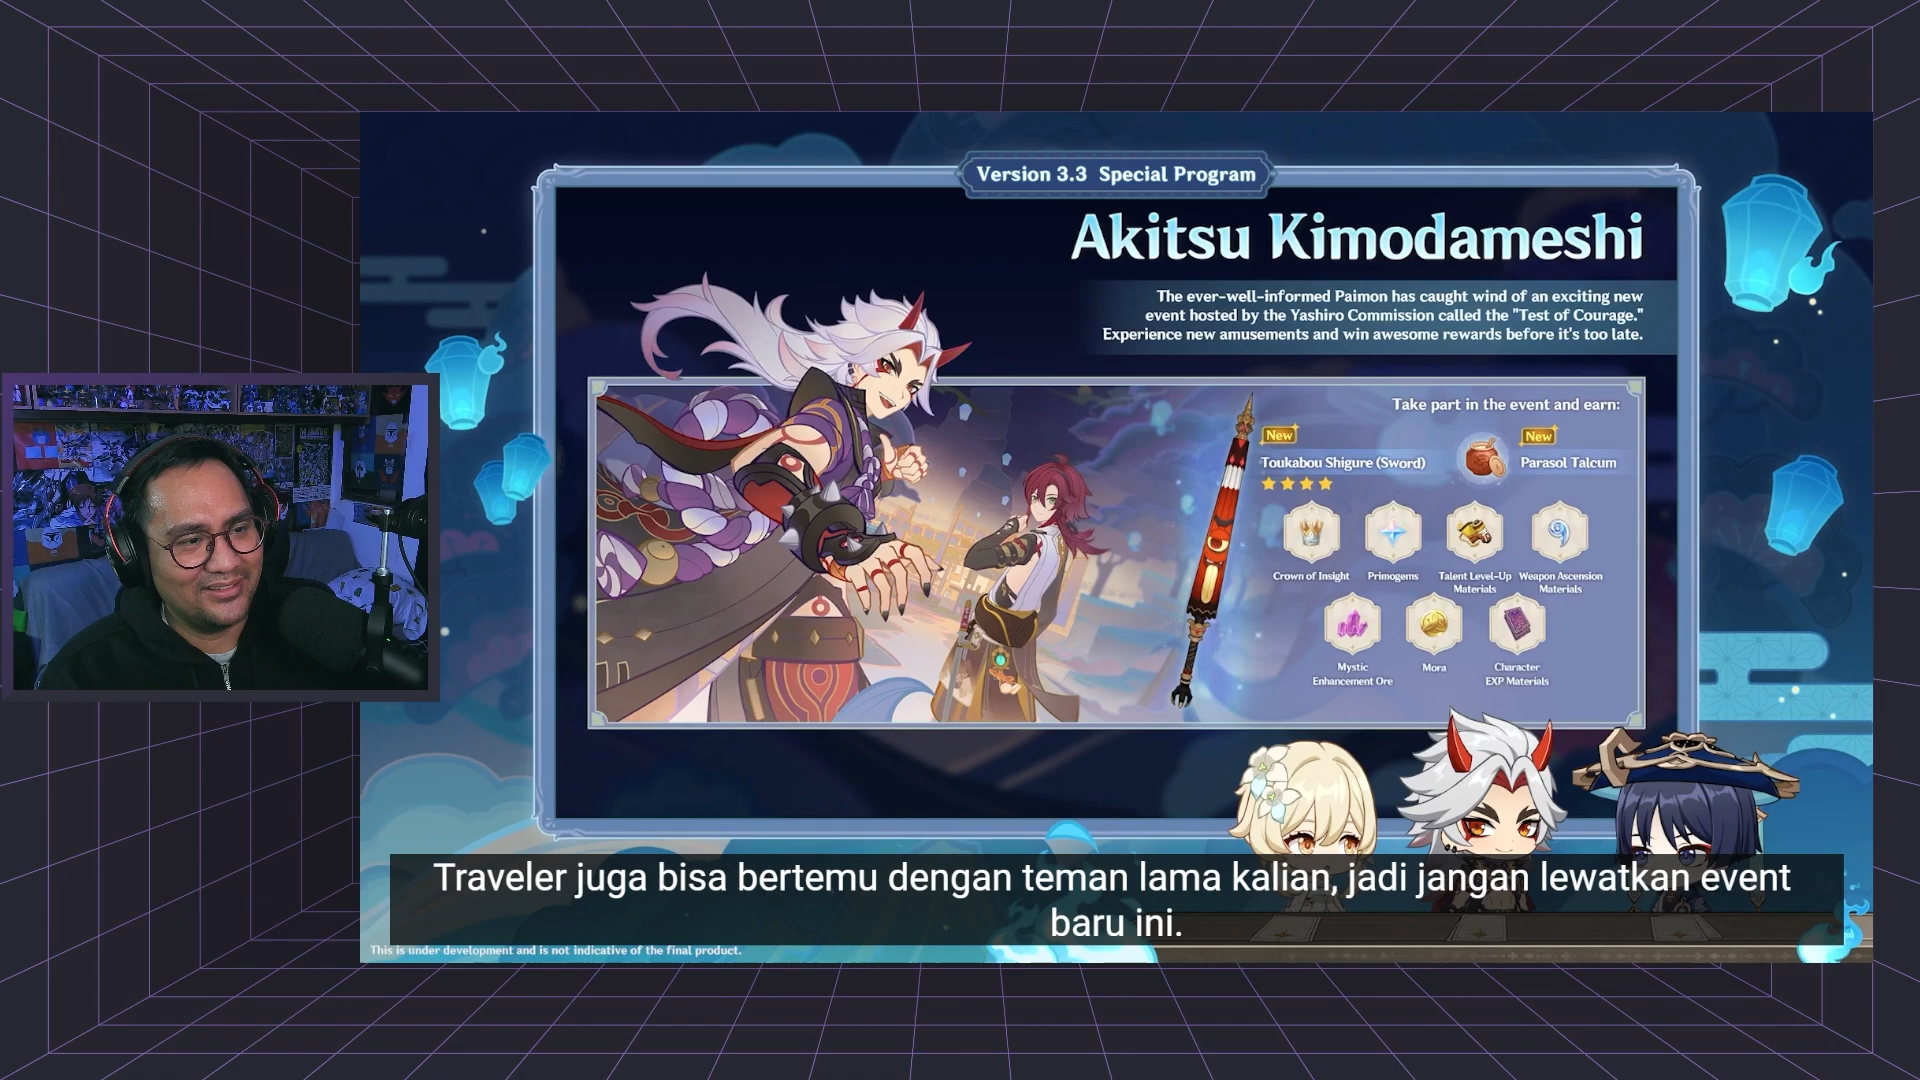 Version 3.3 Special Program
Akitsu Kimodameshi
The ever-well-informed Paimon has caught wind of an exciting new
event hosted by the Yashiro Commission called the "Test of Courage."
Experience new amusements and win awesome rewards before it's too late.
Take part in the event and earn:
New
Toukabou Shigure (Sword)
New
Parasol Talcum
Crown of Insight
Primogems
Talent Level-Up
Materials
Weapon Ascension
Materials
Mystic
Enhancement Ore
Mora
Character
EXP Materials
Traveler juga bisa bertemu dengan teman lama kalian, jadi jangan lewatkan event
baru ini.
This is under development and is not indicative of the final product.